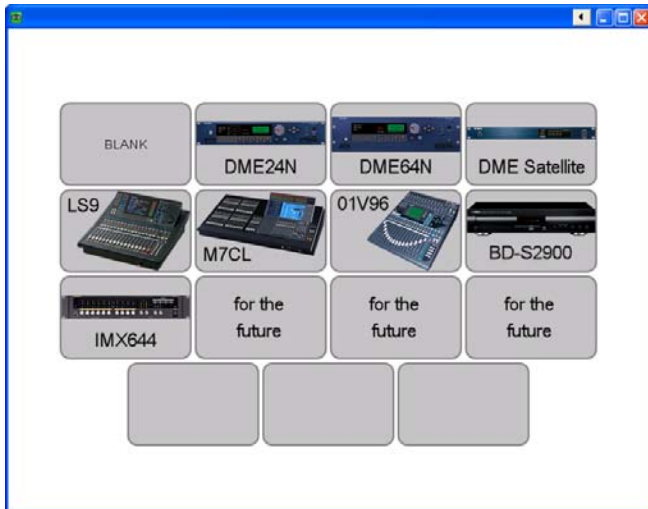 BLANK
DME24N
DME64N
DME Satellite
LS9
M7CL
01V96
BD-S2900
IMX644
for the
future
for the
future
for the
future